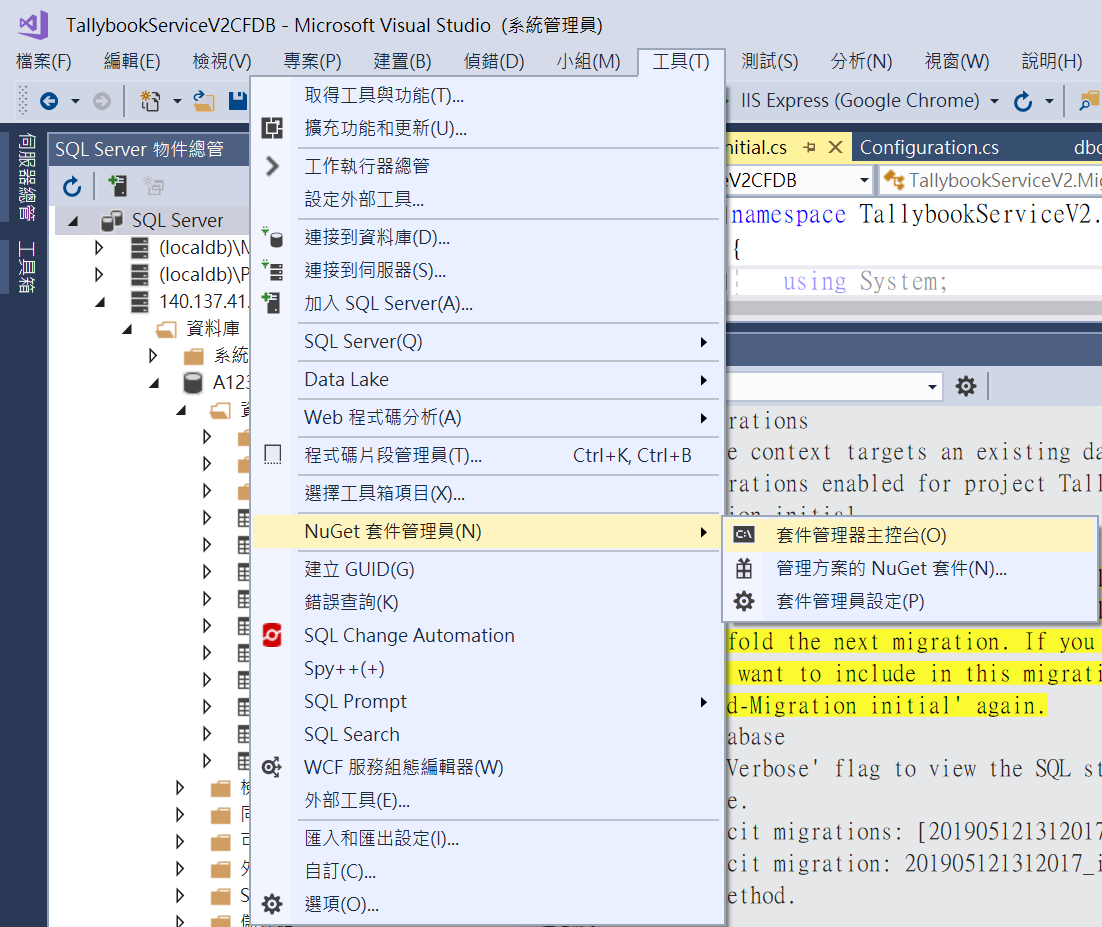 TallybookServiceV2CFDB - Microsoft Visual Studio (系統管理員)
檔案(F) 編輯(E) 檢視(V) 專案(P) 建置(B) 偵錯(D) 小組(M) 工具(T) 測試(S) 分析(N) 視窗(W) 說明(H)
IIS Express (Google Chrome)
伺服器總管
工具箱
SQL Server 物件總管
SQL Server
(localdb)\
(localdb)\
140.137.41.
資料庫
系統
A123
取得工具與功能(T)...
擴充功能和更新(U)...
工作執行器總管
設定外部工具...
連接到資料庫(D)...
連接到伺服器(S)...
加入 SQL Server(A)...
SQL Server(Q)
Data Lake
Web 程式碼分析(A)
程式碼片段管理員(T)... Ctrl+K, Ctrl+B
選擇工具箱項目(X)...
NuGet 套件管理員(N)
建立 GUID(G)
錯誤查詢(K)
SQL Change Automation
Spy++(+)
SQL Prompt
SQL Search
WCF 服務組態編輯器(W)
外部工具(E)...
匯入和匯出設定(I)...
自訂(C)...
選項(O)...
套件管理器主控台(O)
管理方案的 NuGet 套件(N)...
套件管理員設定(P)
nitial.cs Configuration.cs dbo
V2CFDB TallybookServiceV2.Mig
namespace TallybookServiceV2.
{
using System;
rations
e context targets an existing da
rations enabled for project Tall
ion initial
fold the next migration. If you
want to include in this migrati
d-Migration initial' again.
abase
Verbose' flag to view the SQL st
e.
cit migrations: [201905121312017
cit migration: 201905121312017_i
ethod.